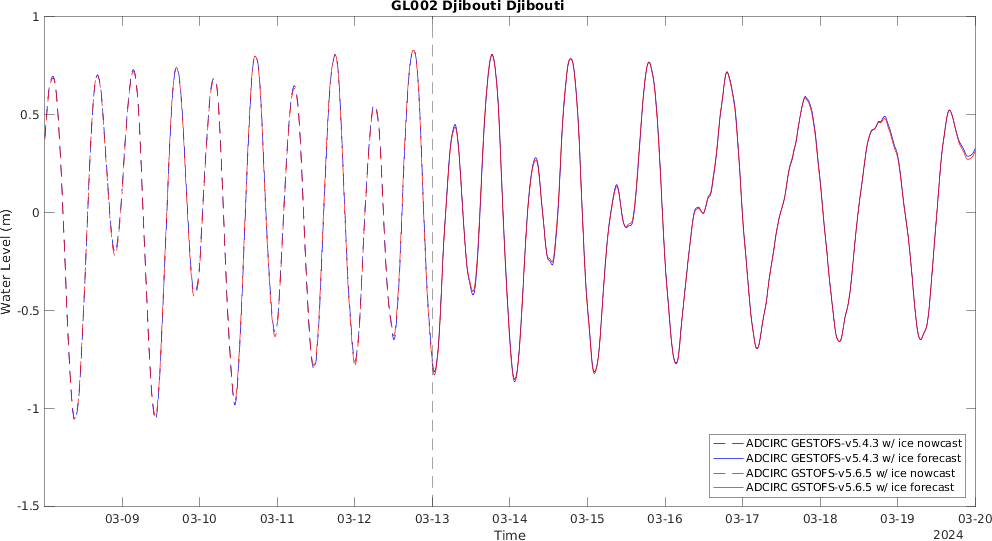 GL002 Djibouti Djibouti
Water Level (m)
1
0.5
0
-0.5
-1
-1.5
ADCIRC GESTOFS-v5.4.3 w/ ice nowcast
ADCIRC GESTOFS-v5.4.3 w/ ice forecast
ADCIRC GSTOFS-v5.6.5 w/ ice nowcast
ADCIRC GSTOFS-v5.6.5 w/ ice forecast
03-09 03-10 03-11 03-12 03-13 03-14 03-15 03-16 03-17 03-18 03-19 03-20
Time
2024